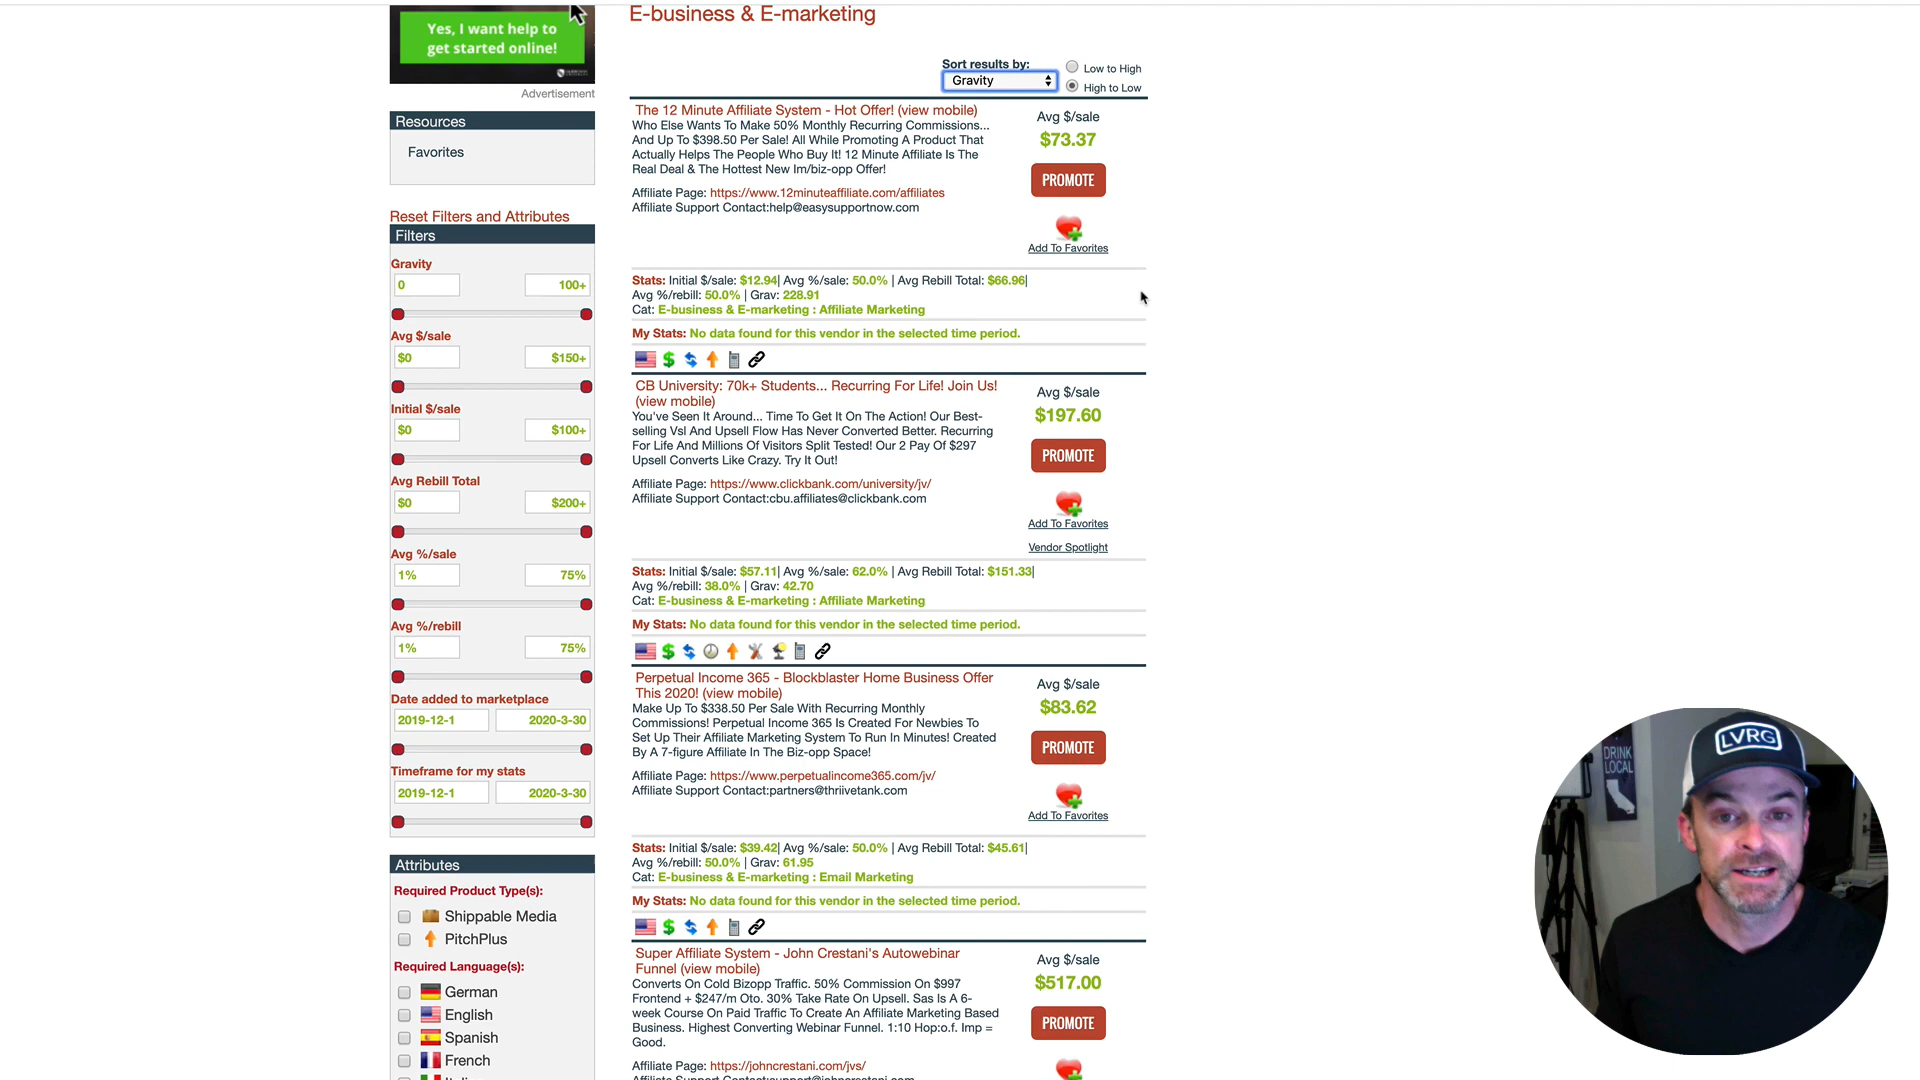 Yes, I want help to
get started online!
Advertisement
Resources
Favorites
Reset Filters and Attributes
Filters
Gravity
0 100+
Avg $/sale
$0 $150+
Initial $/sale
$0 $100+
Avg Rebill Total
$0 $200+
Avg %/sale
1% 75%
Avg %/rebill
1% 75%
Date added to marketplace
2019-12-1 2020-3-30
Timeframe for my stats
2019-12-1 2020-3-30
Attributes
Required Product Type(s):
Shippable Media
PitchPlus
Required Language(s):
German
English
Spanish
French
E-business & E-marketing
Sort results by:
Gravity
Low to High
High to Low
The 12 Minute Affiliate System - Hot Offer! (view mobile)
Who Else Wants To Make 50% Monthly Recurring Commissions...
And Up To $398.50 Per Sale! All While Promoting A Product That
Actually Helps The People Who Buy It! 12 Minute Affiliate Is The
Real Deal & The Hottest New Im/biz-opp Offer!
Affiliate Page: https://www.12minuteaffiliate.com/affiliates
Affiliate Support Contact:help@easysupportnow.com
Avg $/sale
$73.37
PROMOTE
Add To Favorites
Stats: Initial $/sale: $12.94| Avg %/sale: 50.0% | Avg Rebill Total: $66.96|
Avg %/rebill: 50.0% | Grav: 228.91
Cat: E-business & E-marketing : Affiliate Marketing
My Stats: No data found for this vendor in the selected time period.
CB University: 70k+ Students... Recurring For Life! Join Us!
(view mobile)
You've Seen It Around... Time To Get It On The Action! Our Best-
selling Vsl And Upsell Flow Has Never Converted Better. Recurring
For Life And Millions Of Visitors Split Tested! Our 2 Pay Of $297
Upsell Converts Like Crazy. Try It Out!
Affiliate Page: https://www.clickbank.com/university/jv/
Affiliate Support Contact:cbu.affiliates@clickbank.com
Avg $/sale
$197.60
PROMOTE
Add To Favorites
Vendor Spotlight
Stats: Initial $/sale: $57.11| Avg %/sale: 62.0% | Avg Rebill Total: $151.33|
Avg %/rebill: 38.0% | Grav: 42.70
Cat: E-business & E-marketing : Affiliate Marketing
My Stats: No data found for this vendor in the selected time period.
Perpetual Income 365 - Blockblaster Home Business Offer
This 2020! (view mobile)
Make Up To $338.50 Per Sale With Recurring Monthly
Commissions! Perpetual Income 365 Is Created For Newbies To
Set Up Their Affiliate Marketing System To Run In Minutes! Created
By A 7-figure Affiliate In The Biz-opp Space!
Affiliate Page: https://www.perpetualincome365.com/jv/
Affiliate Support Contact:partners@thriivetank.com
Avg $/sale
$83.62
PROMOTE
Add To Favorites
Stats: Initial $/sale: $39.42| Avg %/sale: 50.0% | Avg Rebill Total: $45.61|
Avg %/rebill: 50.0% | Grav: 61.95
Cat: E-business & E-marketing : Email Marketing
My Stats: No data found for this vendor in the selected time period.
Super Affiliate System - John Crestani's Autowebinar
Funnel (view mobile)
Converts On Cold Bizopp Traffic. 50% Commission On $997
Frontend + $247/m Oto. 30% Take Rate On Upsell. Sas Is A 6-
week Course On Paid Traffic To Create An Affiliate Marketing Based
Business. Highest Converting Webinar Funnel. 1:10 Hop:o.f. Imp =
Good.
Affiliate Page: https://johncrestani.com/jvs/
Affiliate Support Contact:support@johncrestani.com
Avg $/sale
$517.00
PROMOTE
LVRG
DRINK
LOCAL